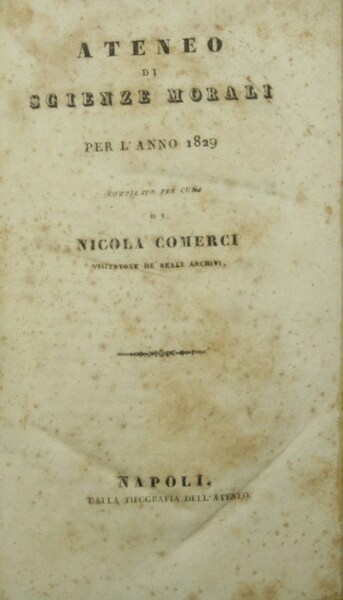 ATENEO
DI
SCIENZE MORALI
PER L'ANNO 1829
COMPILATO PER CURA
DI
NICOLA COMERCI
VISITATORE DE' REALI ARCHIVI.
NAPOLI.
DALLA TIPOGRAFIA DELL'ATENEO.